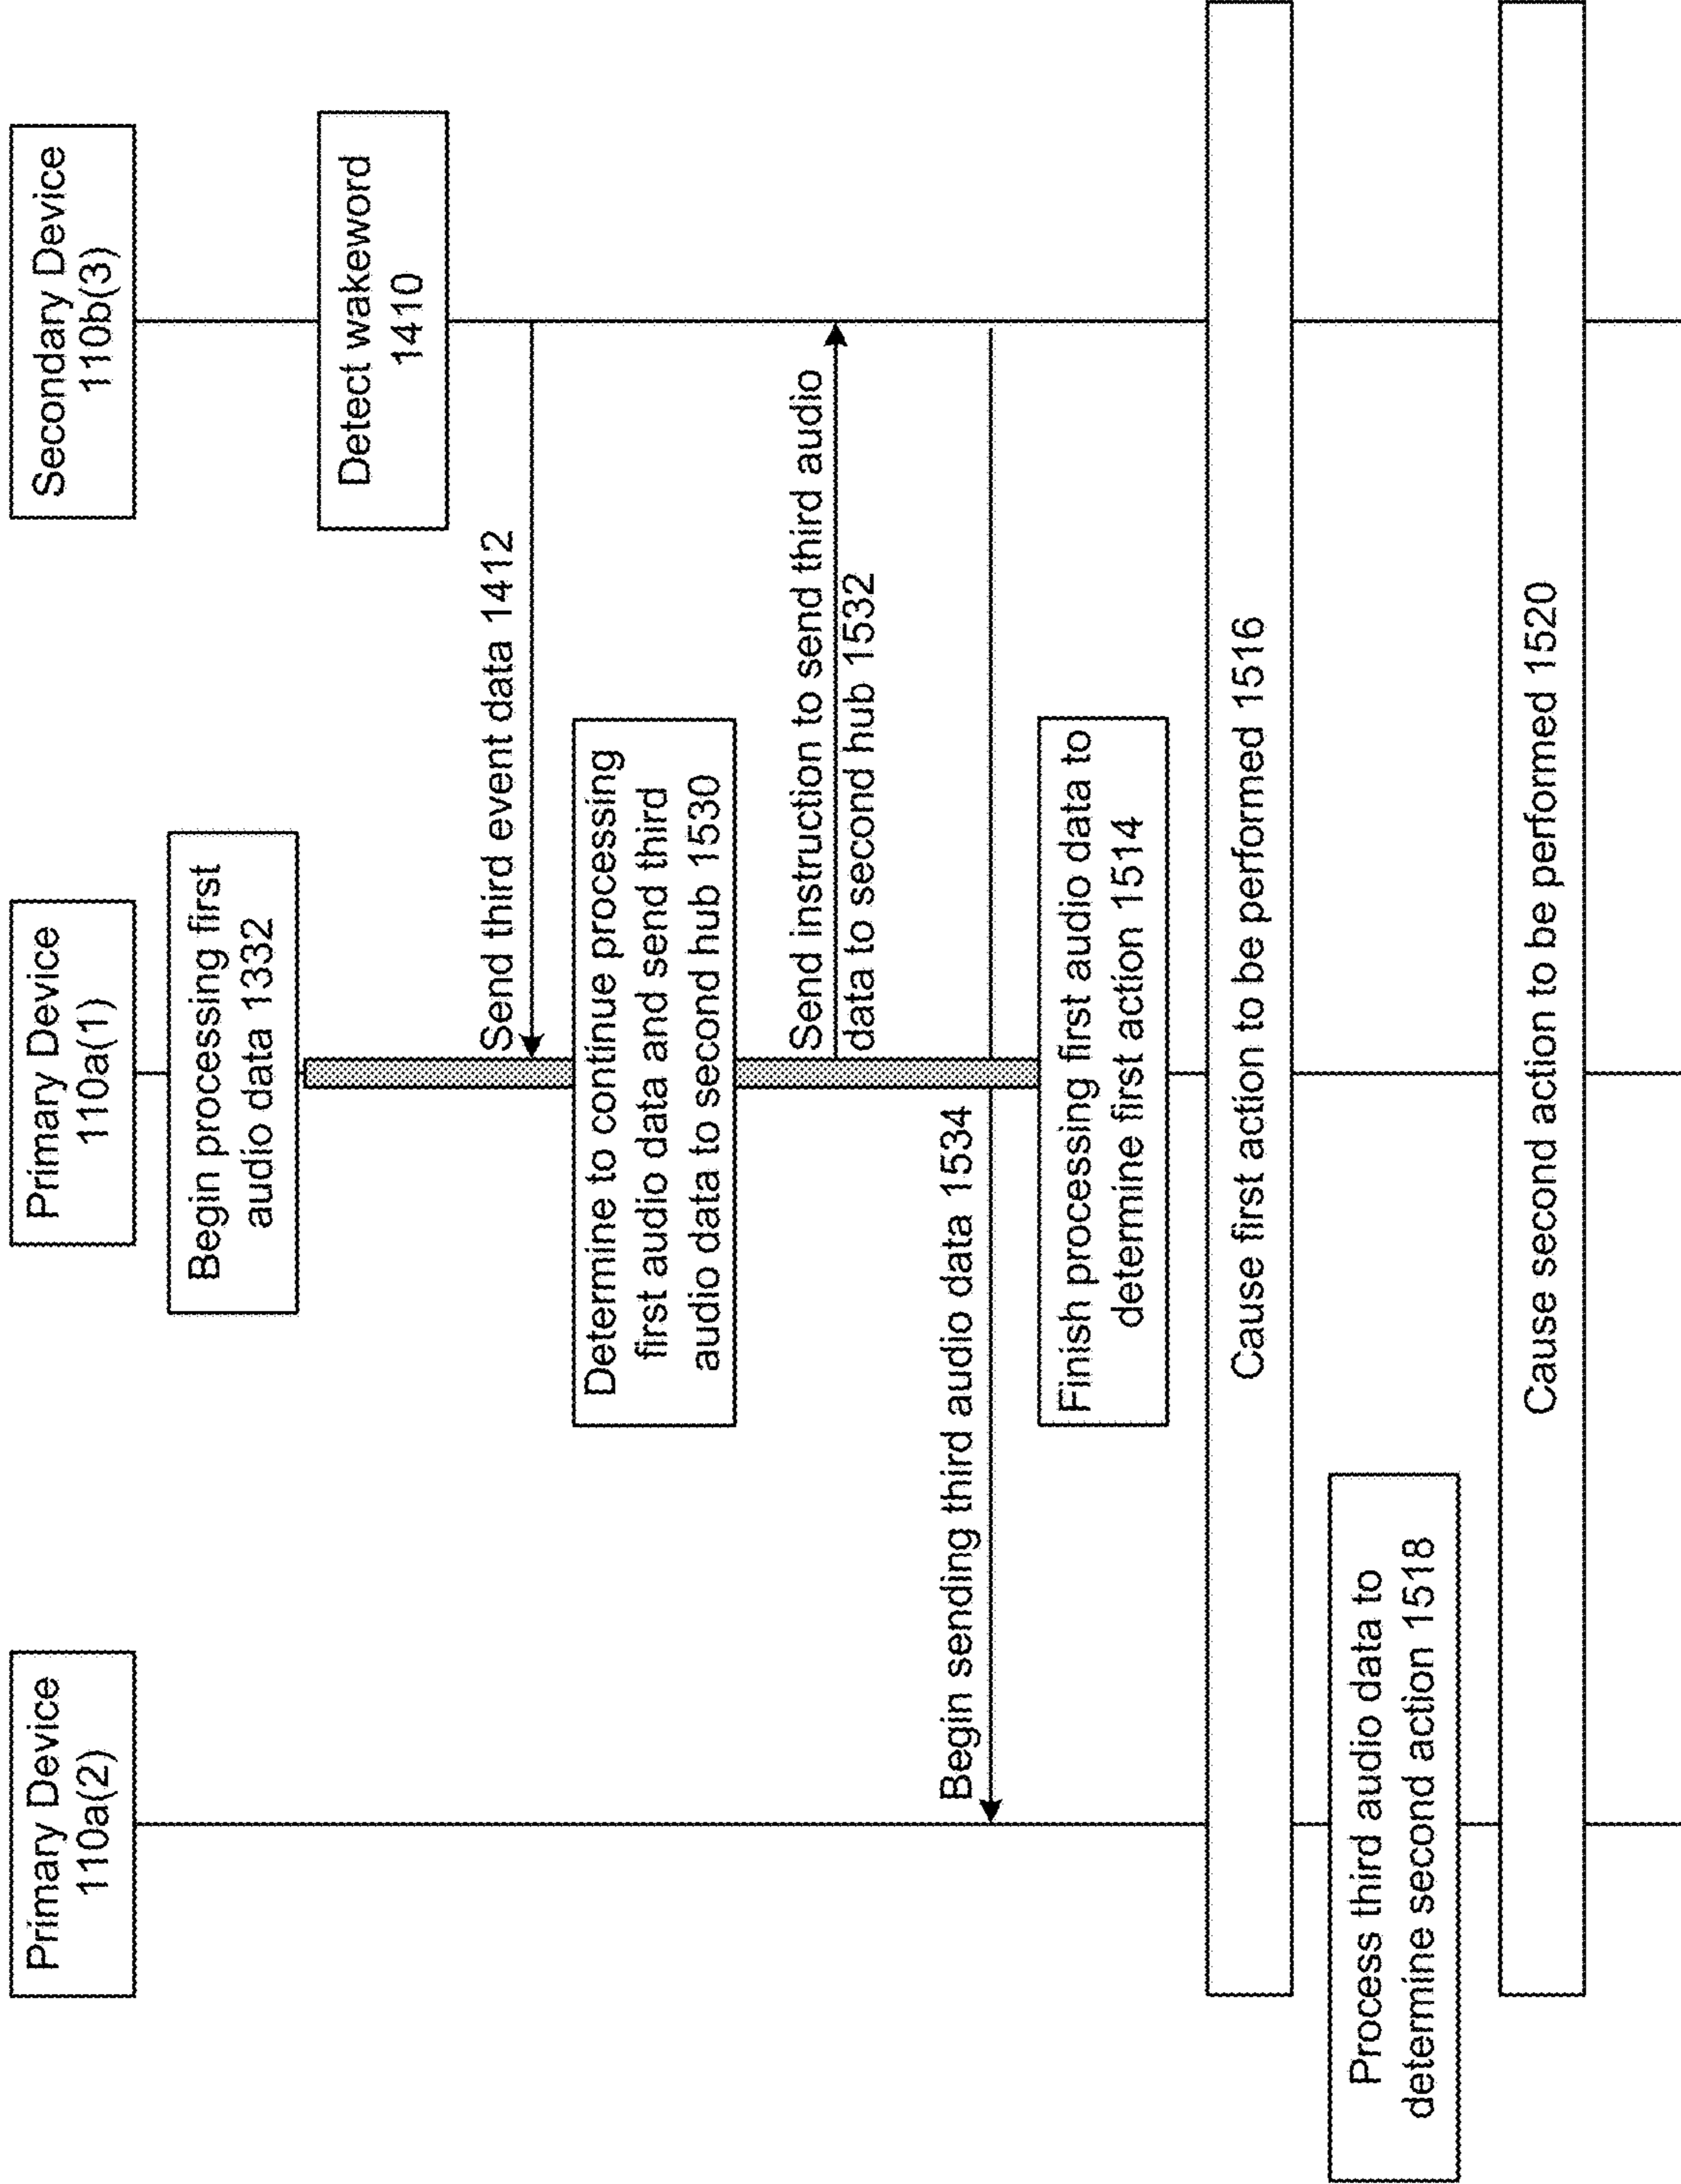 Primary Device
110a(2)
Primary Device
110a(1)
Secondary Device
110b(3)
Begin processing first
audio data 1332
Detect wakeword
1410
Send third event data 1412
Determine to continue processing
first audio data and send third
audio data to second hub 1530
Send instruction to send third audio
data to second hub 1532
Begin sending third audio data 1534
Finish processing first audio data to
determine first action 1514
Cause first action to be performed 1516
Process third audio data to
determine second action 1518
Cause second action to be performed 1520